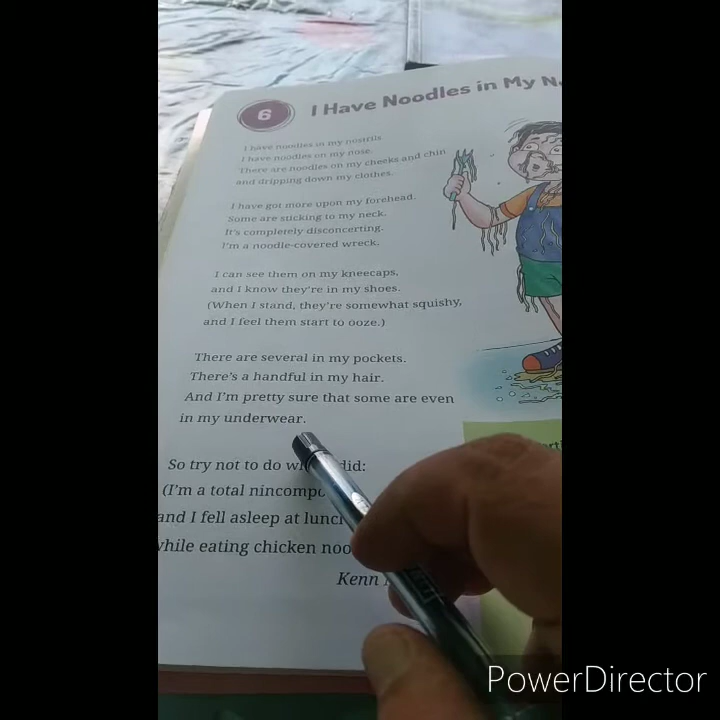 6
I Have Noodles in My
I have noodles in my nostrils
I have noodles on my nose.
There are noodles on my cheeks and chin
and dripping down my clothes.
I have got more upon my forehead.
Some are sticking to my neck.
It's completely disconcerting.
I'm a noodle-covered wreck.
I can see them on my kneecaps,
and I know they're in my shoes.
(When I stand, they're somewhat squishy,
and I feel them start to ooze.)
There are several in my pockets.
There's a handful in my hair.
And I'm pretty sure that some are even
in my underwear.
So try not to do did:
(I'm a total
and I fell asleep at
while eating chicken
Kenn
PowerDirector